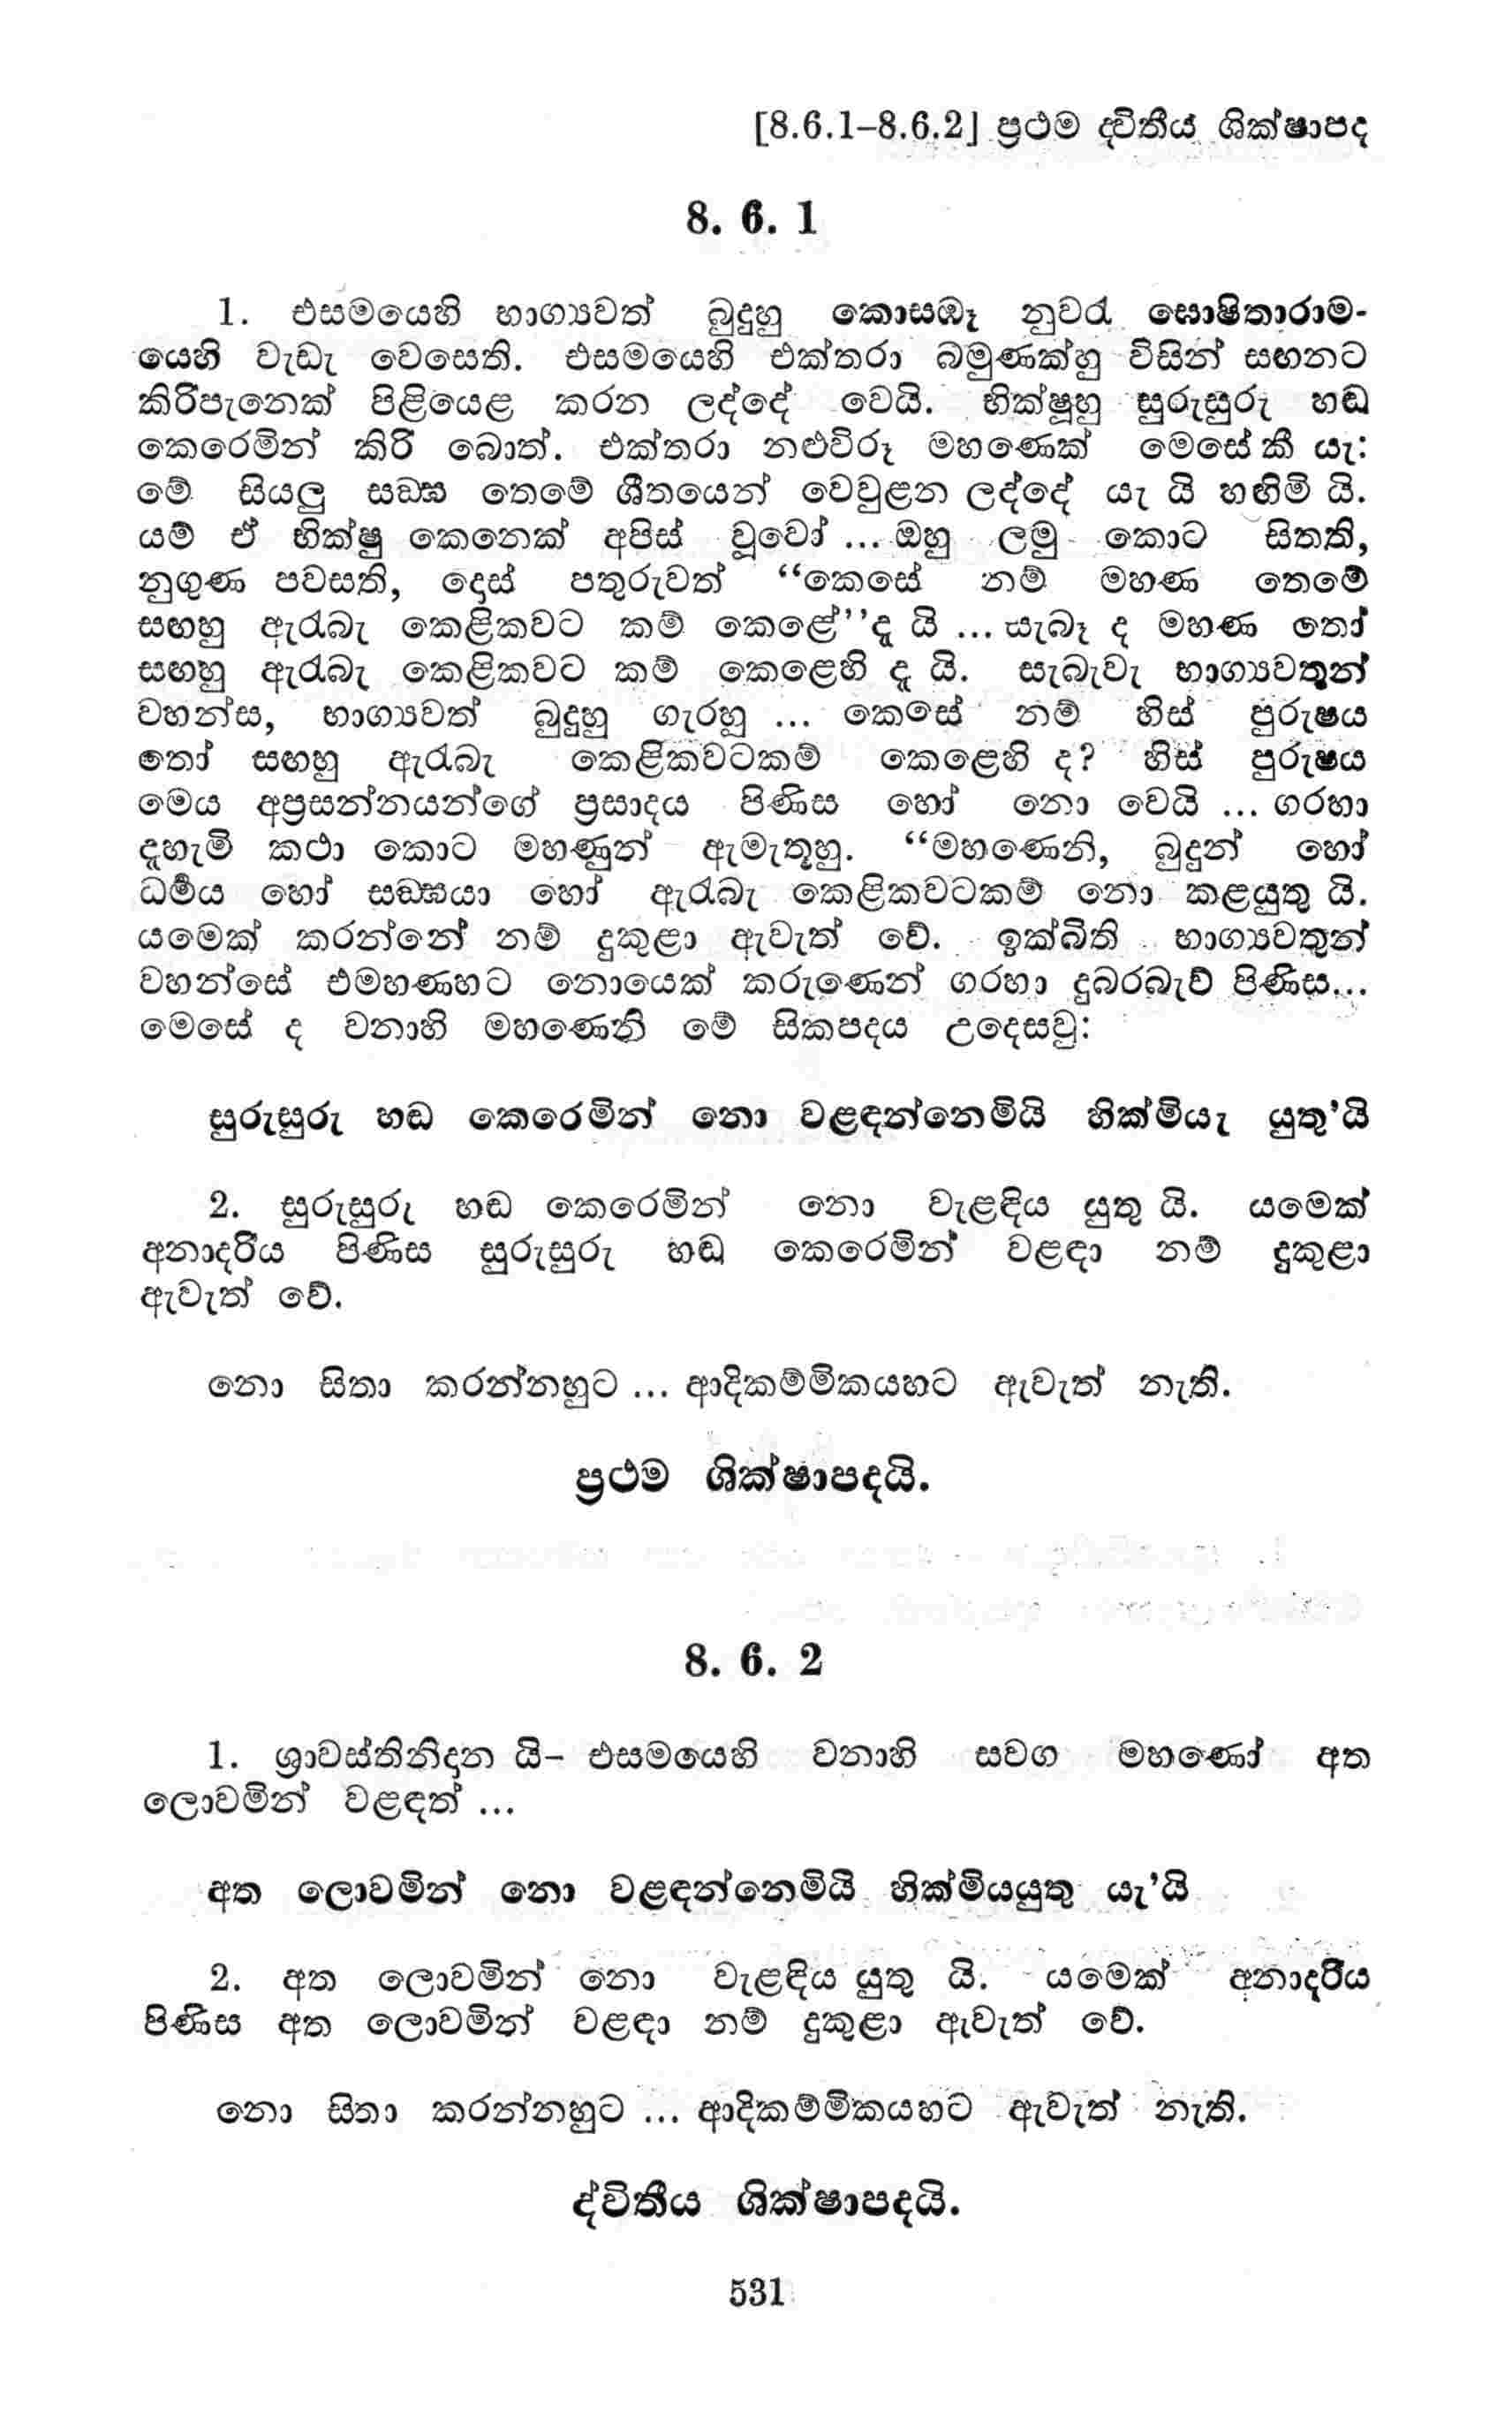 [8.6.1–8.6.2] ප්‍රථම ද්‍විතීය ශික්ෂාපද
8. 6. 1
1. එසමයෙහි භාග්‍යවත් බුදුහු කොසඹෑ නුවර‍ැ ඝොෂිතාරාම-
යෙහි වැඩැ වෙසෙති. එසමයෙහි එක්තරා බමුණක්හු විසින් සඟනට
කිරිපැනෙක් පිළියෙළ කරන ලද්දේ වෙයි. භික්ෂූහු සුරුසුරු හඬ
කෙරෙමින් කිරි බොත්. එක්තරා නළුවිරූ මහණෙක් මෙසේ කී යැ:
මේ සියලු සඞ්ඝ තෙමේ ශීතයෙන් වෙවුළන ලද්දේ යැ යි හඟිමි යි.
යම් ඒ භික්ෂු කෙනෙක් අපිස් වූවෝ ... ඔහු ලමු කොට සිතති,
නුගුණ පවසති, දෙස් පතුරුවත් “කෙසේ නම් මහණ තෙමේ
සඟහු ඇරැබැ කෙළිකවට කම් කෙළේ”දැ යි ... සැබෑ ද මහණ තෝ
සඟහු ඇරැබැ කෙළිකවට කම් කෙළෙහි දැ යි. සැබැවැ භාග්‍යවතුන්
වහන්ස, භාග්‍යවත් බුදුහු ගැරහූ ... කෙසේ නම් හිස් පුරුෂය
තෝ සඟහු ඇරැබැ කෙළිකවටකම් කෙළෙහි ද? හිස් පුරුෂය
මෙය අප්‍රසන්නයන්ගේ ප්‍රසාදය පිණිස හෝ නො වෙයි ... ගරහා
දැහැමි කථා කොට මහණුන් ඇමැතූහු. “මහණෙනි, බුදුන් හෝ
ධර්‍මය හෝ සඞ්ඝයා හෝ ඇරැබැ කෙළිකවටකම් නො කළයුතු යි.
යමෙක් කරන්නේ නම් දුකුළා ඇවැත් වේ. ඉක්බිති භාග්‍යවතුන්
වහන්සේ එමහණහට නොයෙක් කරුණෙන් ගරහා දුබරබැව් පිණිස...
මෙසේ ද වනාහි මහණෙනි මේ සිකපදය උදෙසවු:
සුරුසුරු හඬ කෙරෙමින් නො වළඳන්නෙමියි හික්මියැ යුතු’යි
2. සුරුසුරු හඬ කෙරෙමින් නො වැළඳිය යුතු යි. යමෙක්
අනාදරිය පිණිස සුරුසුරු හඬ කෙරෙමින් වළඳා නම් දුකුළා
ඇවැත් වේ.
නො සිතා කරන්නහුට ... ආදිකම්මිකයහට ඇවැත් නැති.
ප්‍රථම ශික්ෂාපදයි.
8. 6. 2
1. ශ්‍රාවස්තිනිදාන යි– එසමයෙහි වනාහි සවග මහණෝ අත
ලොවමින් වළඳත් ...
අත ලොවමින් නො වළඳන්නෙමියි හික්මියයුතු යැ’යි
2. අත ලොවමින් නො වැළඳිය යුතු යි. යමෙක් අනාදරිය
පිණිස අත ලොවමින් වළඳා නම් දුකුළා ඇවැත් වේ.
නො සිතා කරන්නහුට ... ආදිකම්මිකයහට ඇවැත් නැති.
ද්විතීය ශික්ෂාපදයි.
531